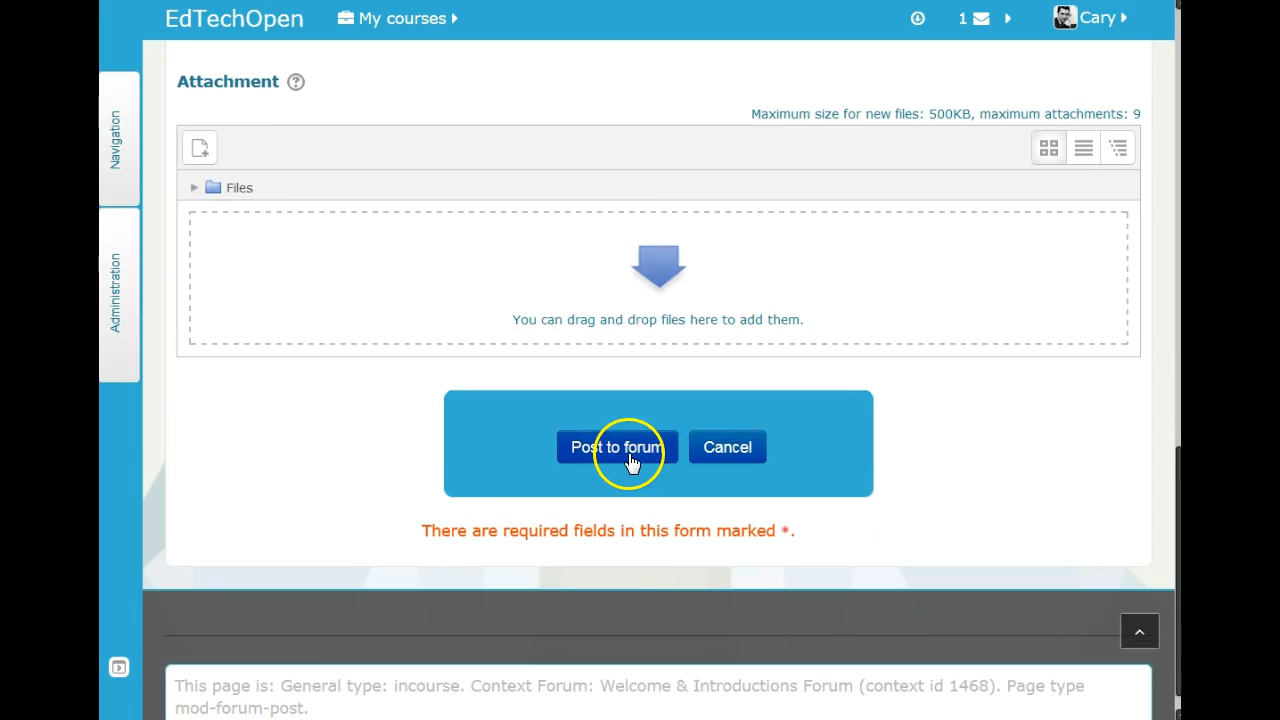 EdTechOpen My courses 1 Cary
Attachment
Maximum size for new files: 500KB, maximum attachments: 9
Navigation
Files
Administration
You can drag and drop files here to add them.
Post to forum Cancel
There are required fields in this form marked *.
This page is: General type: incourse. Context Forum: Welcome & Introductions Forum (context id 1468). Page type
mod-forum-post.